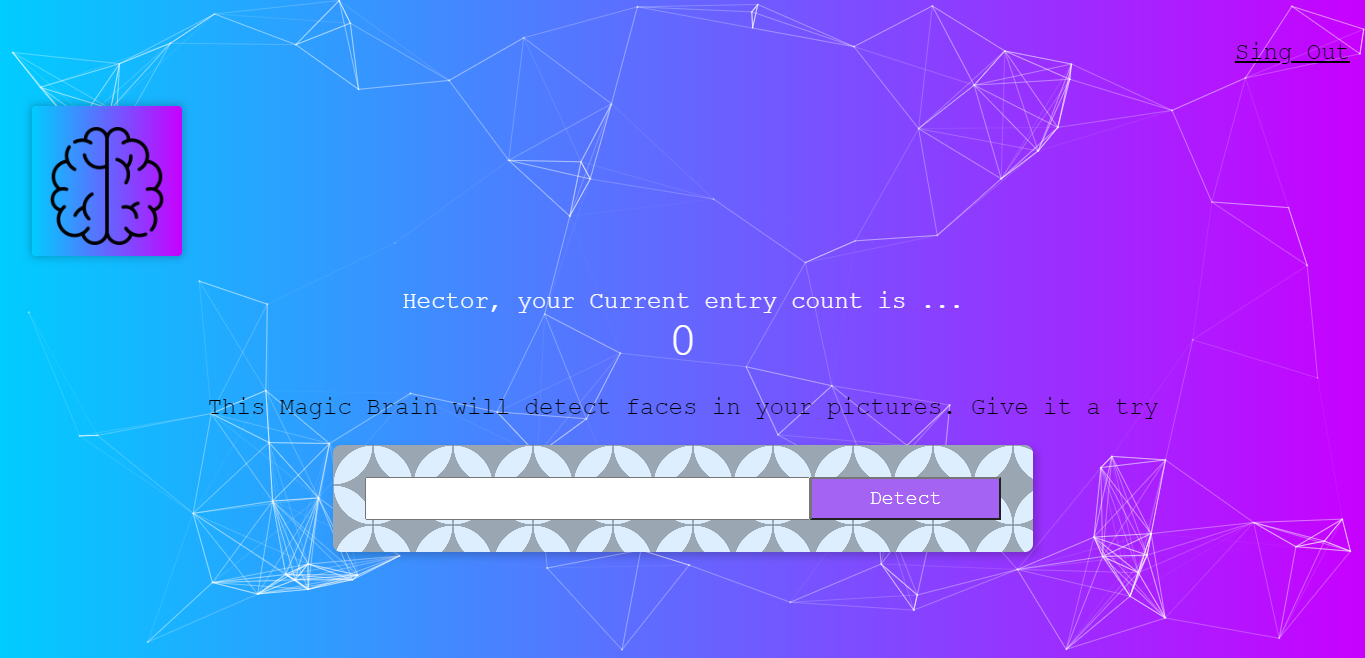 Sing Out
Hector, your Current entry count is ...
0
This Magic Brain will detect faces in your pictures. Give it a try
Detect